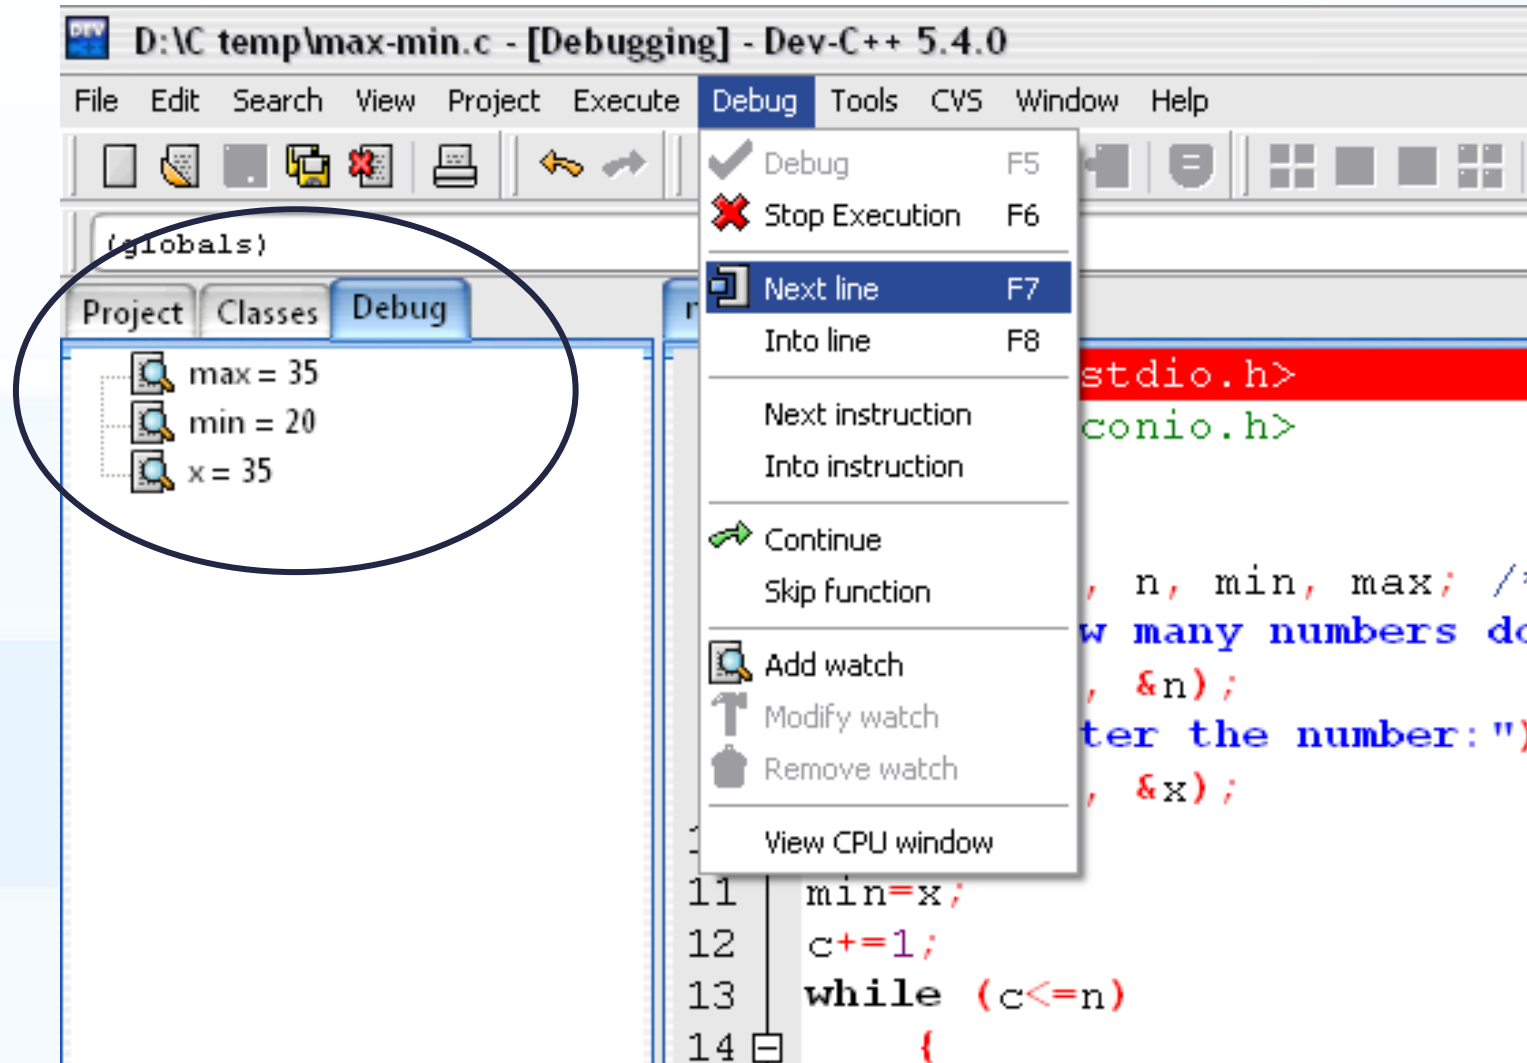 D:\C temp\max-min.c - [Debugging] - Dev-C++ 5.4.0
File Edit Search View Project Execute Debug Tools CVS Window Help
(globals)
Project Classes Debug
max = 35
min = 20
x = 35
Debug F5
Stop Execution F6
Next line F7
Into line F8
Next instruction
Into instruction
Continue
Skip function
Add watch
Modify watch
Remove watch
View CPU window
stdio.h>
conio.h>
, n, min, max; /*
w many numbers do
, &n);
ter the number:")
, &x);
11 min=x;
12 c+=1;
13 while (c<=n)
14 {